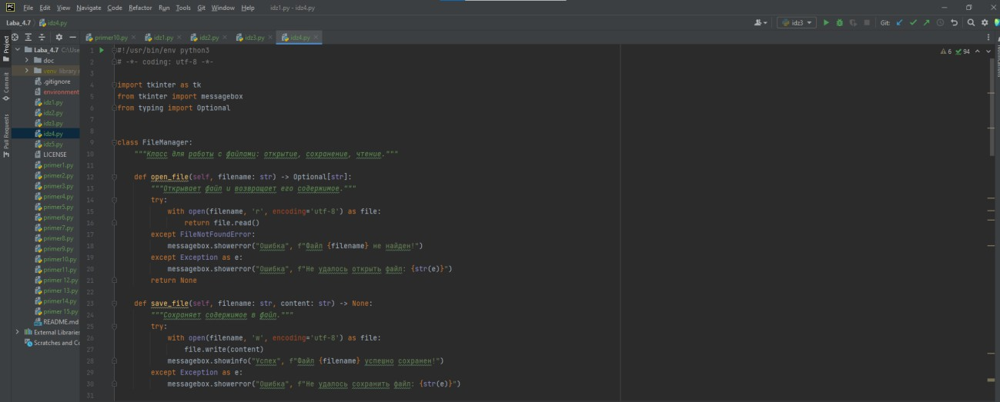 File Edit View Navigate Code Refactor Run Tools Git Window Help idz1.py - idz4.py
Laba_4.7 idz4.py idz3 Git:
primer10.py idz1.py idz2.py idz3.py idz4.py
Project
Commit
Pull Requests
Laba_4.7 C:\Use
doc
venv library
.gitignore
environment
idz1.py
idz2.py
idz3.py
idz4.py
idz5.py
LICENSE
primer1.py
primer2.py
primer3.py
primer4.py
primer5.py
primer6.py
primer7.py
primer8.py
primer9.py
primer10.py
primer11.py
primer 12.py
primer 13.py
primer14.py
primer 15.py
README.md
External Libraries
Scratches and Co
6 94
Notifications
1 #!/usr/bin/env python3
2 # -*- coding: utf-8 -*-
3
4 import tkinter as tk
5 from tkinter import messagebox
6 from typing import Optional
7
8
9 class FileManager:
10 """Класс для работы с файлами: открытие, сохранение, чтение."""
11
12 def open_file(self, filename: str) -> Optional[str]:
13 """Открывает файл и возвращает его содержимое."""
14 try:
15 with open(filename, 'r', encoding='utf-8') as file:
16 return file.read()
17 except FileNotFoundError:
18 messagebox.showerror("Ошибка", f"Файл {filename} не найден!")
19 except Exception as e:
20 messagebox.showerror("Ошибка", f"Не удалось открыть файл: {str(e)}")
21 return None
22
23 def save_file(self, filename: str, content: str) -> None:
24 """Сохраняет содержимое в файл."""
25 try:
26 with open(filename, 'w', encoding='utf-8') as file:
27 file.write(content)
28 messagebox.showinfo("Успех", f"Файл {filename} успешно сохранен!")
29 except Exception as e:
30 messagebox.showerror("Ошибка", f"Не удалось сохранить файл: {str(e)}")
31